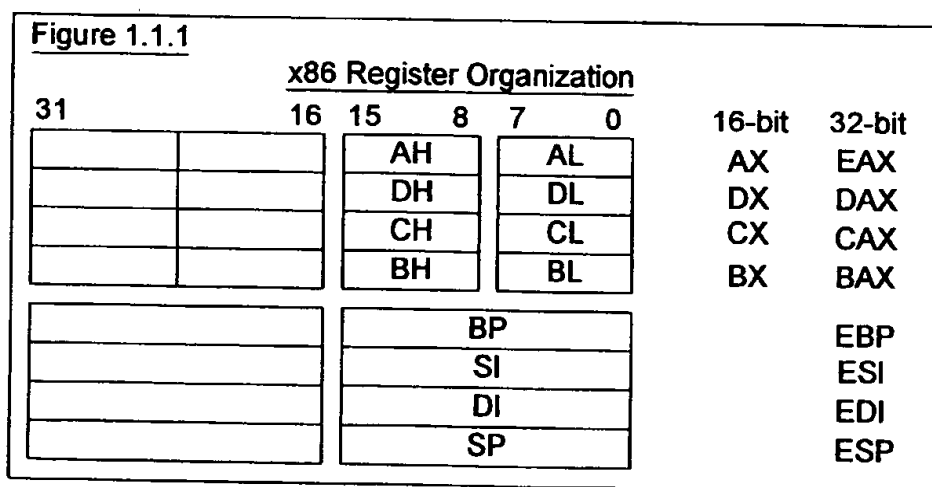 Figure 1.1.1
x86 Register Organization
31 16 15 8 7 0 16-bit 32-bit
AH AL AX EAX
DH DL DX DAX
CH CL CX CAX
BH BL BX BAX
BP EBP
SI ESI
DI EDI
SP ESP